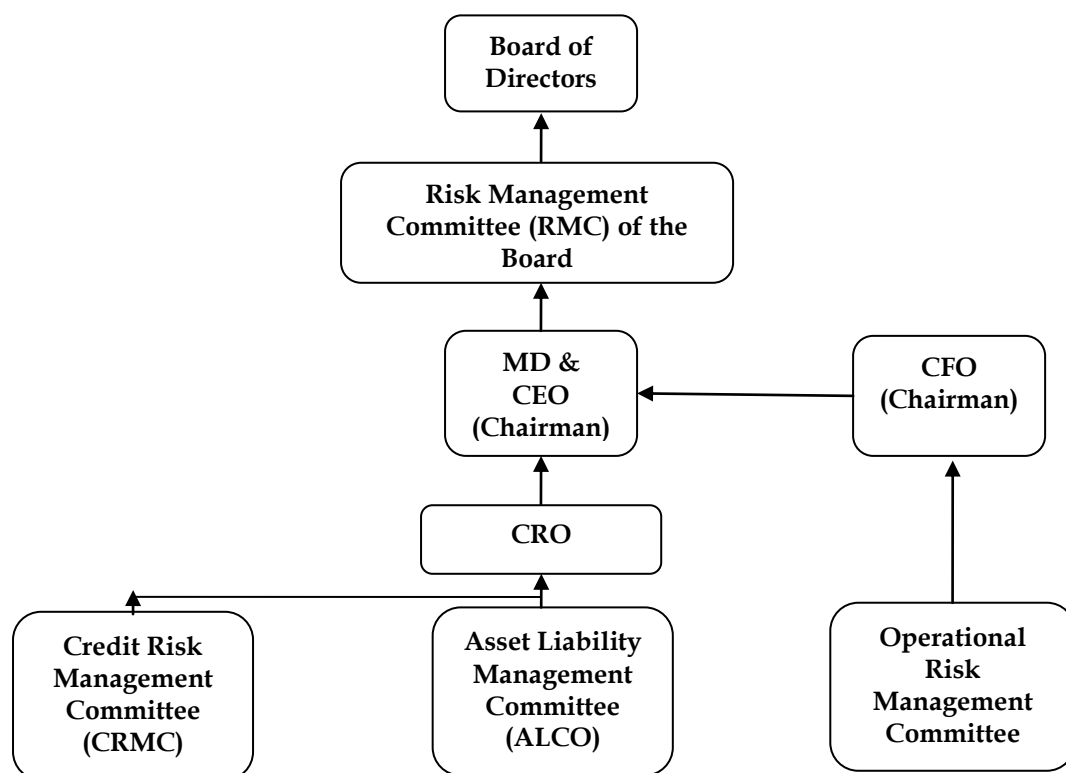 Board of
Directors
Risk Management
Committee (RMC) of the
Board
MD &
CEO
(Chairman)
CFO
(Chairman)
CRO
Credit Risk
Management
Committee
(CRMC)
Asset Liability
Management
Committee
(ALCO)
Operational
Risk
Management
Committee